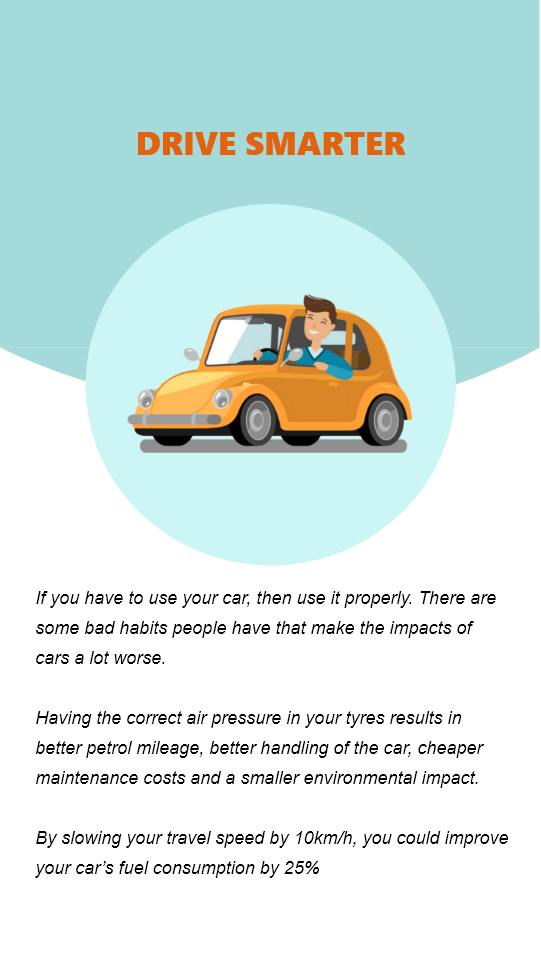 DRIVE SMARTER
If you have to use your car, then use it properly. There are
some bad habits people have that make the impacts of
cars a lot worse.
Having the correct air pressure in your tyres results in
better petrol mileage, better handling of the car, cheaper
maintenance costs and a smaller environmental impact.
By slowing your travel speed by 10km/h, you could improve
your car’s fuel consumption by 25%